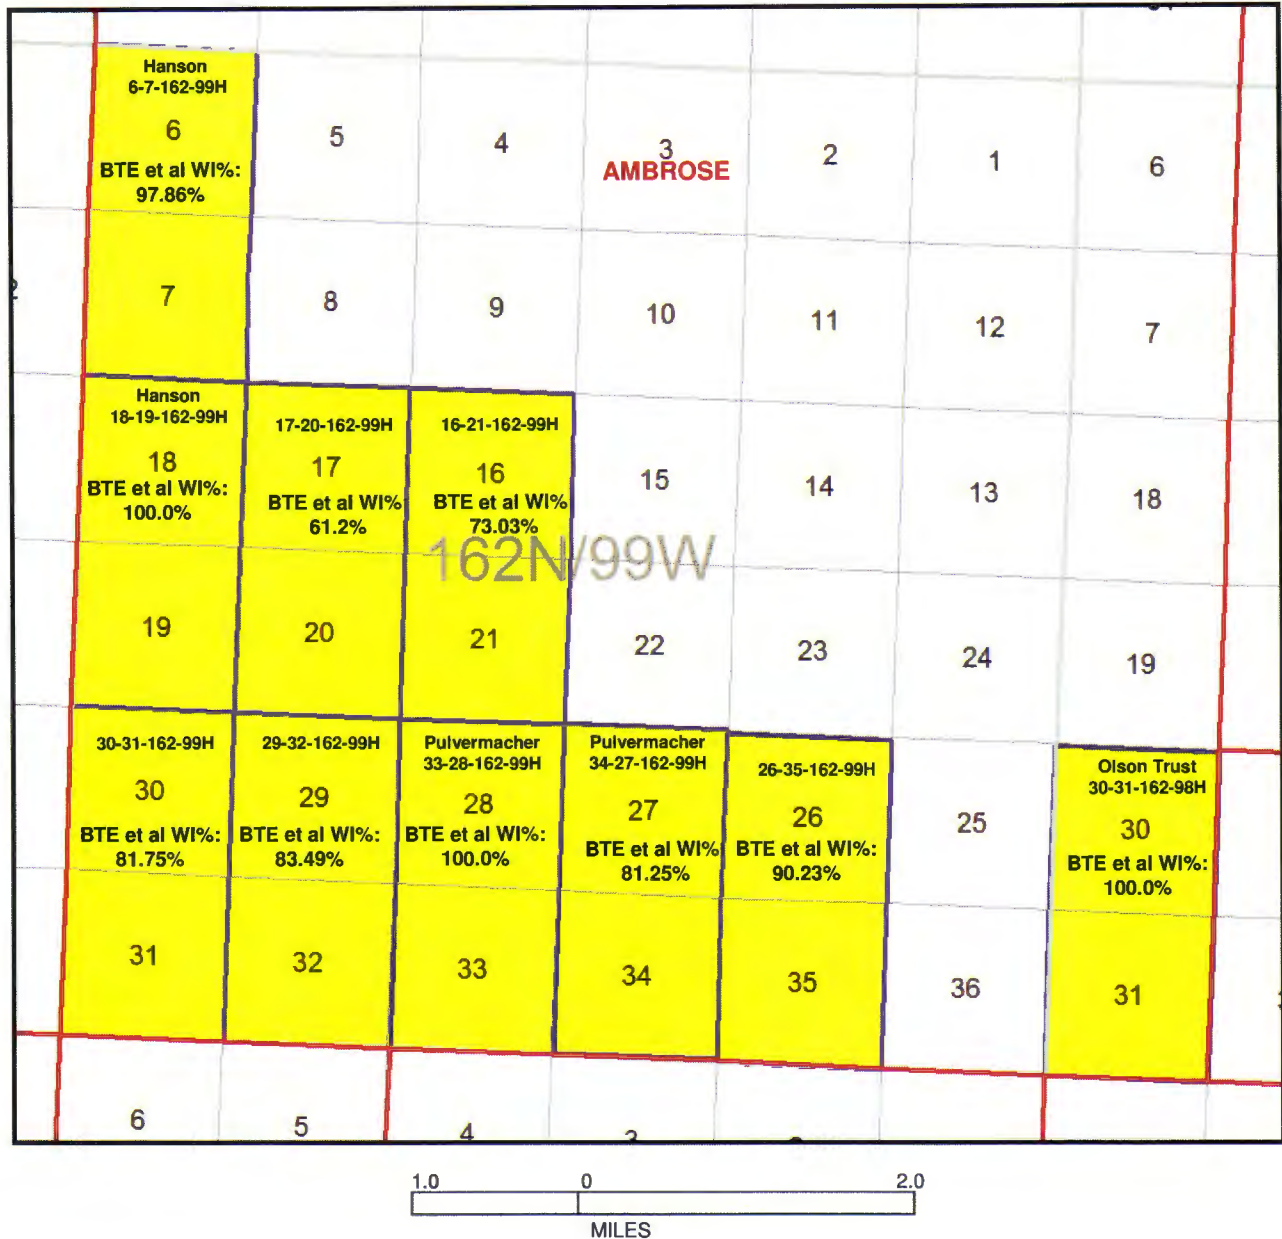 Hanson
6-7-162-99H
6
BTE et al WI%:
97.86%
5
4
3
AMBROSE
2
1
6
7
8
9
10
11
12
7
Hanson
18-19-162-99H
18
BTE et al WI%:
100.0%
17-20-162-99H
17
BTE et al WI%
61.2%
16-21-162-99H
16
BTE et al WI%
73.03%
15
14
13
18
162N/99W
19
20
21
22
23
24
19
30-31-162-99H
30
BTE et al WI%:
81.75%
29-32-162-99H
29
BTE et al WI%:
83.49%
Pulvermacher
33-28-162-99H
28
BTE et al WI%:
100.0%
Pulvermacher
34-27-162-99H
27
BTE et al WI%
81.25%
26-35-162-99H
26
BTE et al WI%:
90.23%
25
Olson Trust
30-31-162-98H
30
BTE et al WI%:
100.0%
31
32
33
34
35
36
31
6
5
4
1.0 0 2.0
MILES